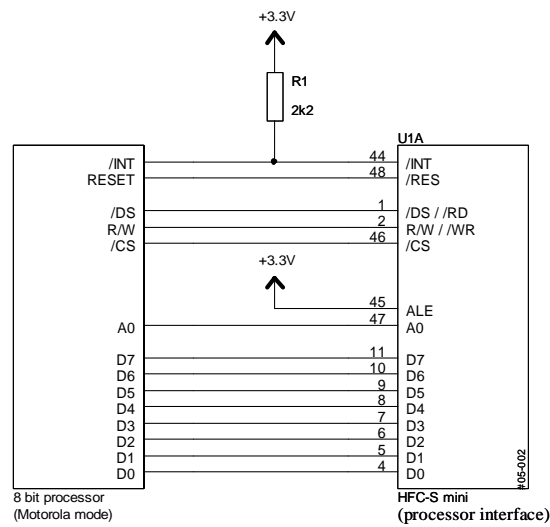 +3.3V
R1
2k2
U1A
/INT 44 /INT
RESET 48 /RES
/DS 1 /DS / /RD
R/W 2 R/W / /WR
/CS 46 /CS
+3.3V
45 ALE
A0 47 A0
D7 11 D7
D6 10 D6
D5 9 D5
D4 8 D4
D3 7 D3
D2 6 D2
D1 5 D1
D0 4 D0
#05-002
8 bit processor
(Motorola mode)
HFC-S mini
(processor interface)